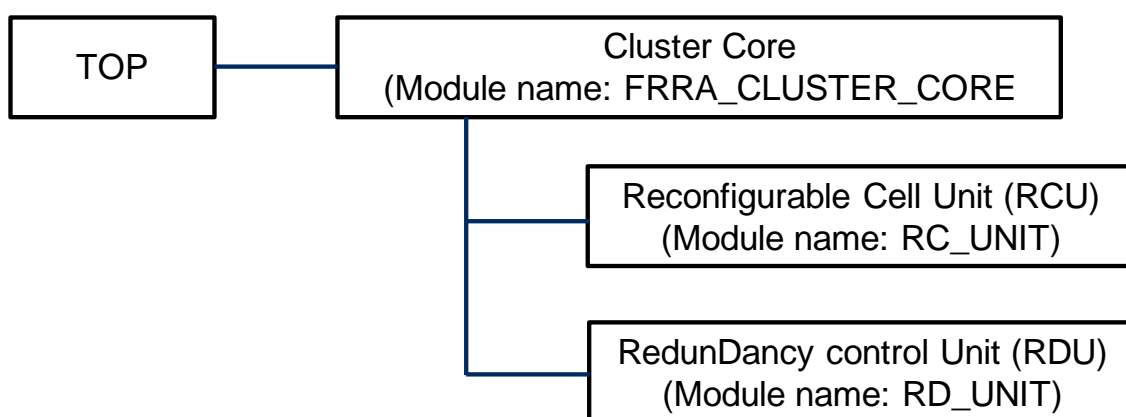 TOP
Cluster Core
(Module name: FRRA_CLUSTER_CORE
Reconfigurable Cell Unit (RCU)
(Module name: RC_UNIT)
RedunDancy control Unit (RDU)
(Module name: RD_UNIT)